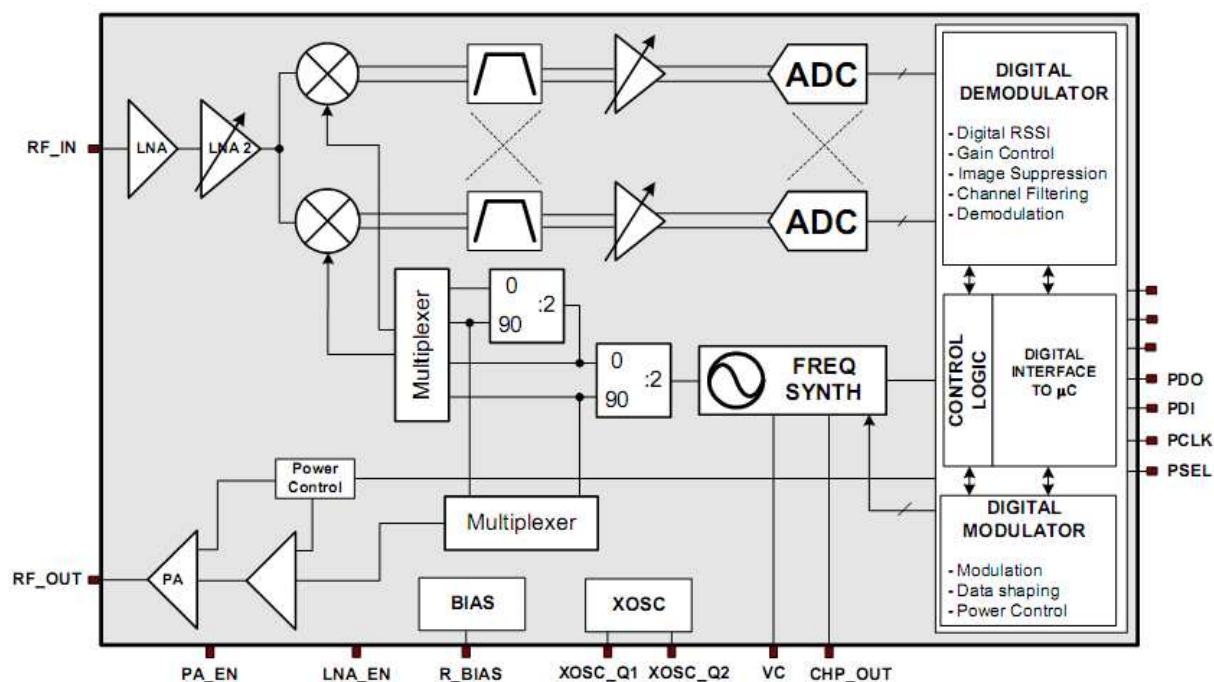 RF_IN
LNA
LNA 2
ADC
ADC
DIGITAL
DEMODULATOR
- Digital RSSI
- Gain Control
- Image Suppression
- Channel Filtering
- Demodulation
Multiplexer
0
:2
90
0
:2
90
FREQ
SYNTH
CONTROL
LOGIC
DIGITAL
INTERFACE
TO µC
PDO
PDI
PCLK
PSEL
Power
Control
Multiplexer
DIGITAL
MODULATOR
- Modulation
- Data shaping
- Power Control
RF_OUT
PA
BIAS
XOSC
PA_EN
LNA_EN
R_BIAS
XOSC_Q1
XOSC_Q2
VC
CHP_OUT